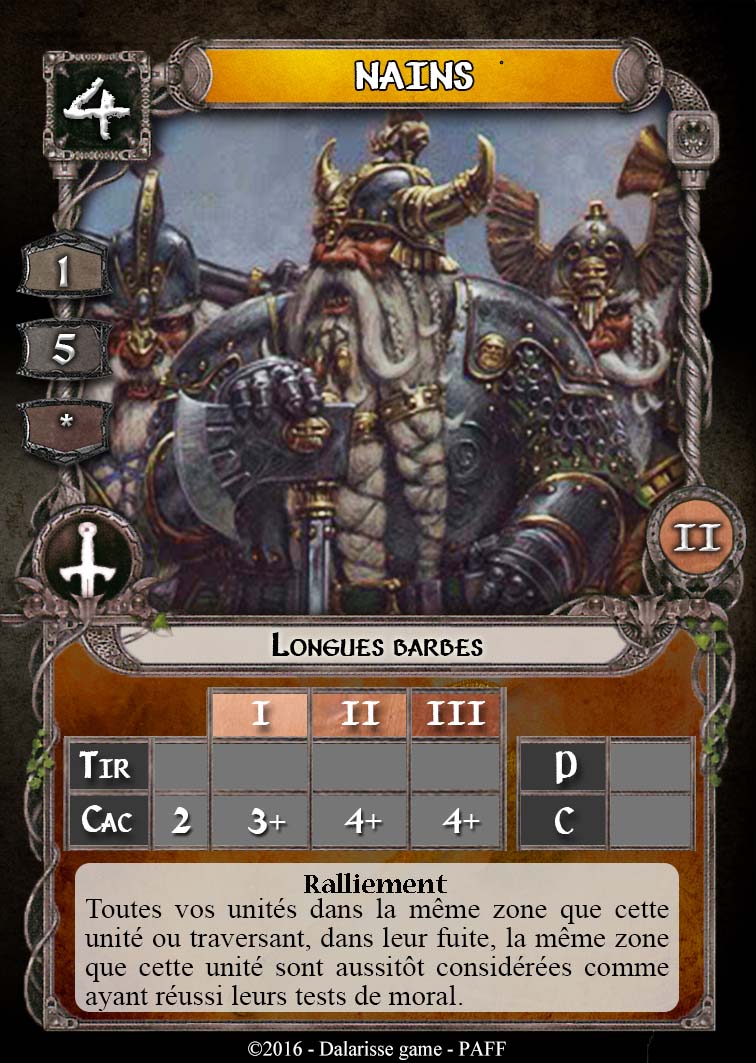 NAINS
4
1
5
*
II
Longues barbes
I II III
Tir
P
Cac 2 3+ 4+ 4+
C
Ralliement
Toutes vos unités dans la même zone que cette
unité ou traversant, dans leur fuite, la même zone
que cette unité sont aussitôt considérées comme
ayant réussi leurs tests de moral.
©2016 - Dalarisse game - PAFF